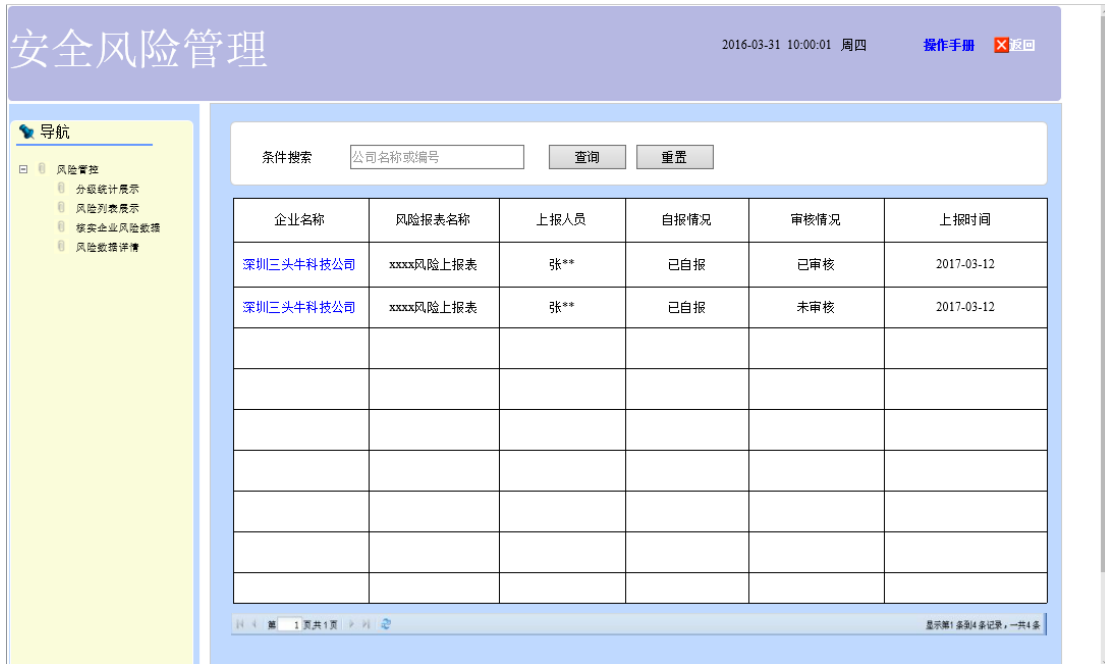 安全风险管理
2016-03-31 10:00:01 周四 操作手册 返回
导航
风险管控
分级统计展示
风险列表展示
核实企业风险数据
风险数据详情
条件搜索 公司名称或编号 查询 重置
企业名称 风险报表名称 上报人员 自报情况 审核情况 上报时间
深圳三头牛科技公司 xxxx风险上报表 张** 已自报 已审核 2017-03-12
深圳三头牛科技公司 xxxx风险上报表 张** 已自报 未审核 2017-03-12
第 1 页共1页 显示第1 条到4 条记录，一共4 条